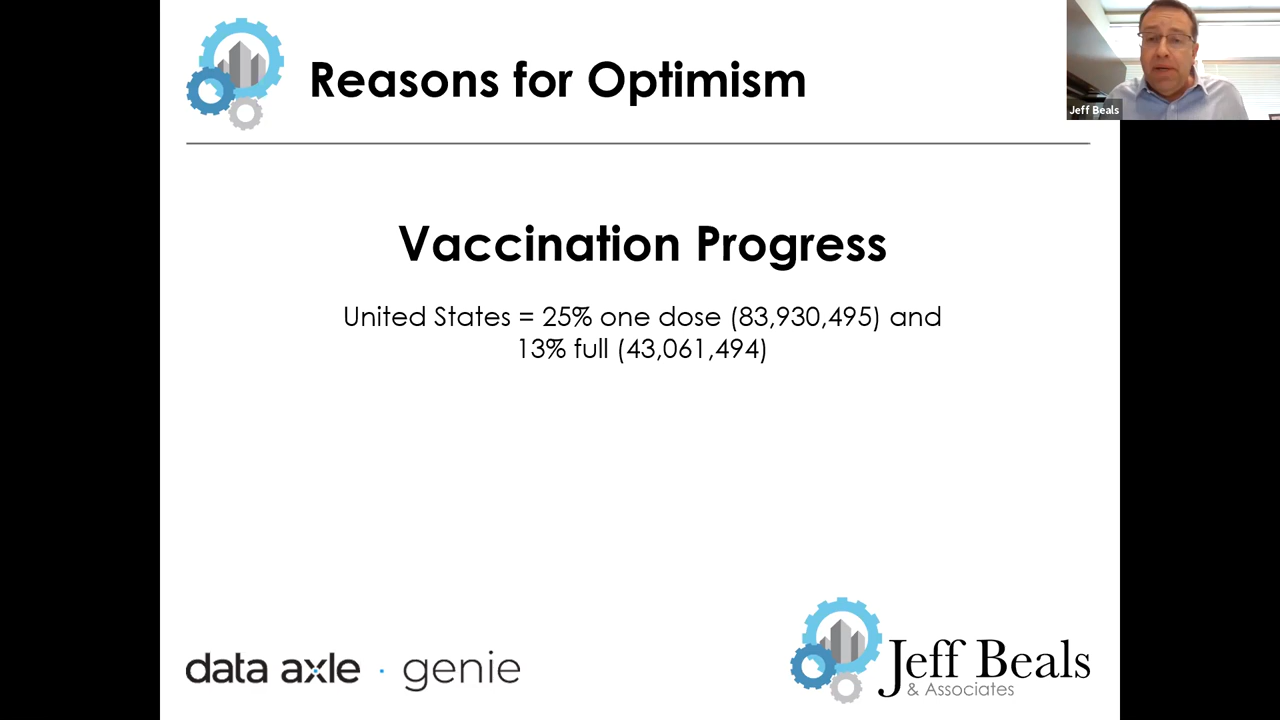 Reasons for Optimism
Jeff Beals
Vaccination Progress
United States = 25% one dose (83,930,495) and
13% full (43,061,494)
data axle · genie
Jeff Beals
& Associates